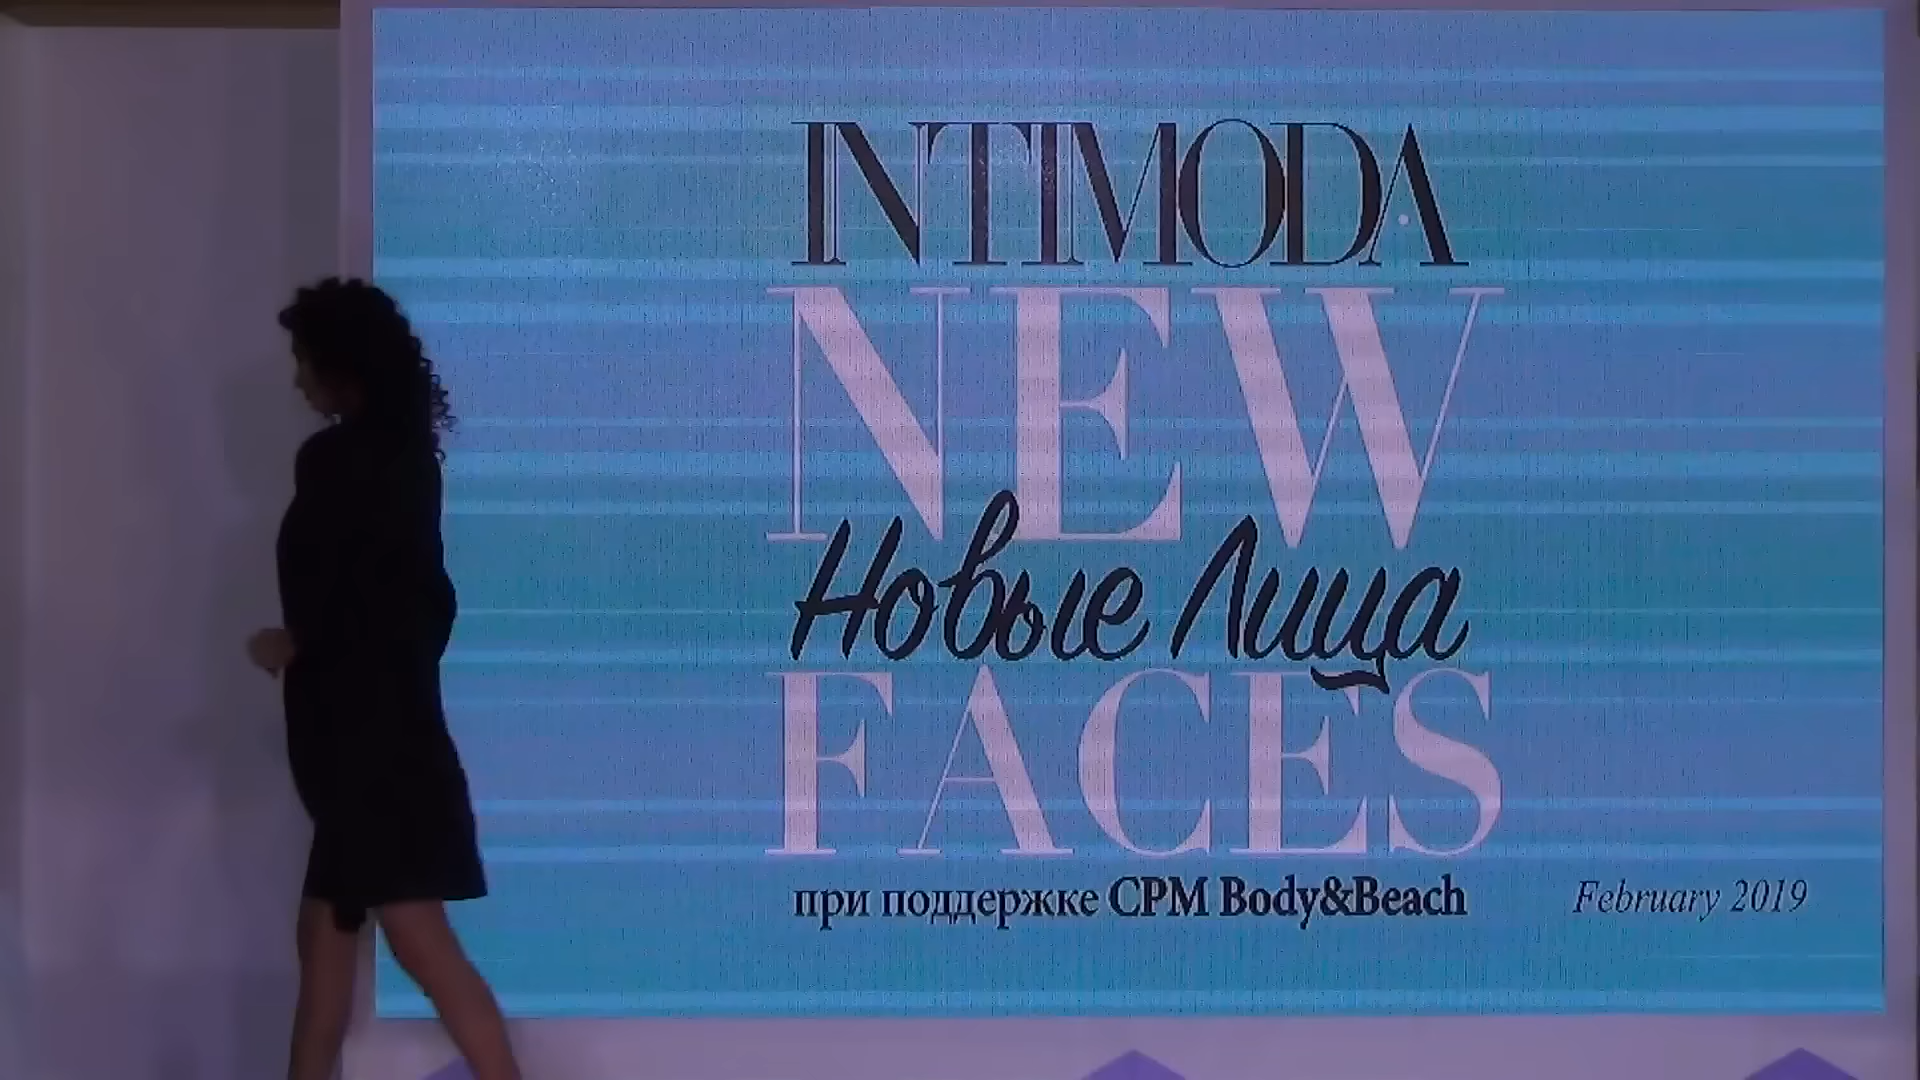 INTIMODA
NEW
Новые Лица
FACES
при поддержке CPM Body&Beach
February 2019